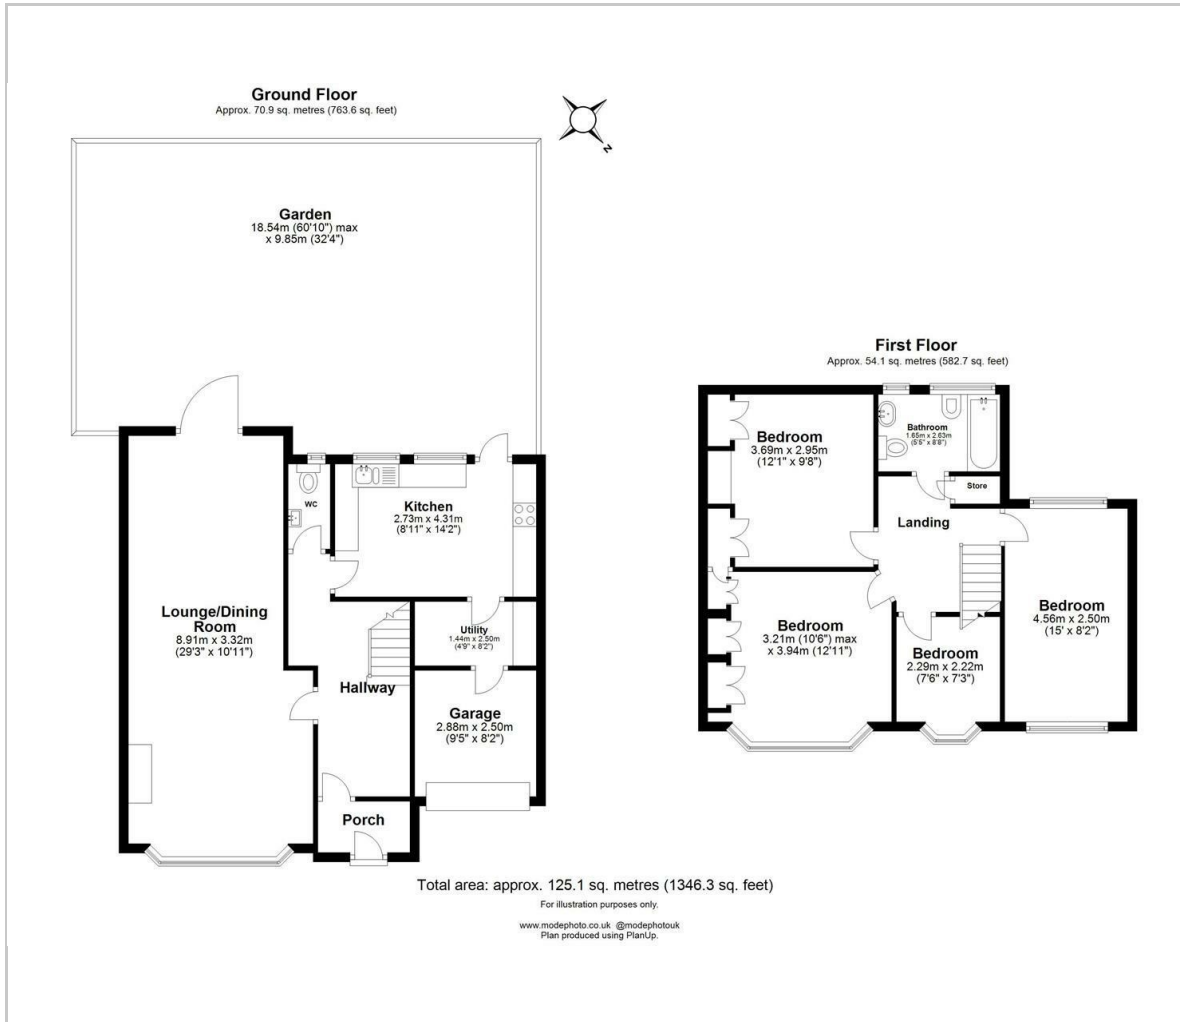 Ground Floor
Approx. 70.9 sq. metres (763.6 sq. feet)
N
Garden
18.54m (60'10") max
x 9.85m (32'4")
WC
Kitchen
2.73m x 4.31m
(8'11" x 14'2")
Lounge/Dining
Room
8.91m x 3.32m
(29'3" x 10'11")
Utility
1.44m x 2.50m
(4'9" x 8'2")
Hallway
Garage
2.88m x 2.50m
(9'5" x 8'2")
Porch
First Floor
Approx. 54.1 sq. metres (582.7 sq. feet)
Bedroom
3.69m x 2.95m
(12'1" x 9'8")
Bathroom
1.65m x 2.63m
(5'5" x 8'8")
Store
Landing
Bedroom
3.21m (10'6") max
x 3.94m (12'11")
Bedroom
2.29m x 2.22m
(7'6" x 7'3")
Bedroom
4.56m x 2.50m
(15' x 8'2")
Total area: approx. 125.1 sq. metres (1346.3 sq. feet)
For illustration purposes only.
www.modephoto.co.uk @modephotouk
Plan produced using PlanUp.